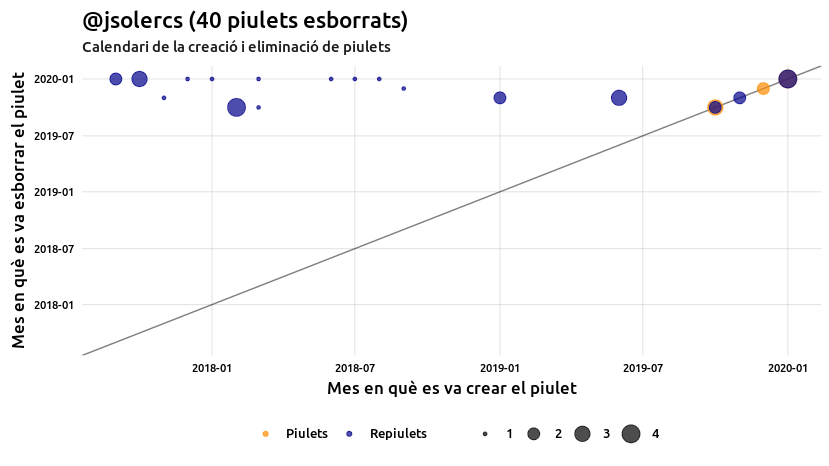 @jsolercs (40 piulets esborrats)
Calendari de la creació i eliminació de piulets
Mes en què es va esborrar el piulet
2020-01
2019-07
2019-01
2018-07
2018-01
2018-01 2018-07 2019-01 2019-07 2020-01
Mes en què es va crear el piulet
Piulets Repiulets 1 2 3 4